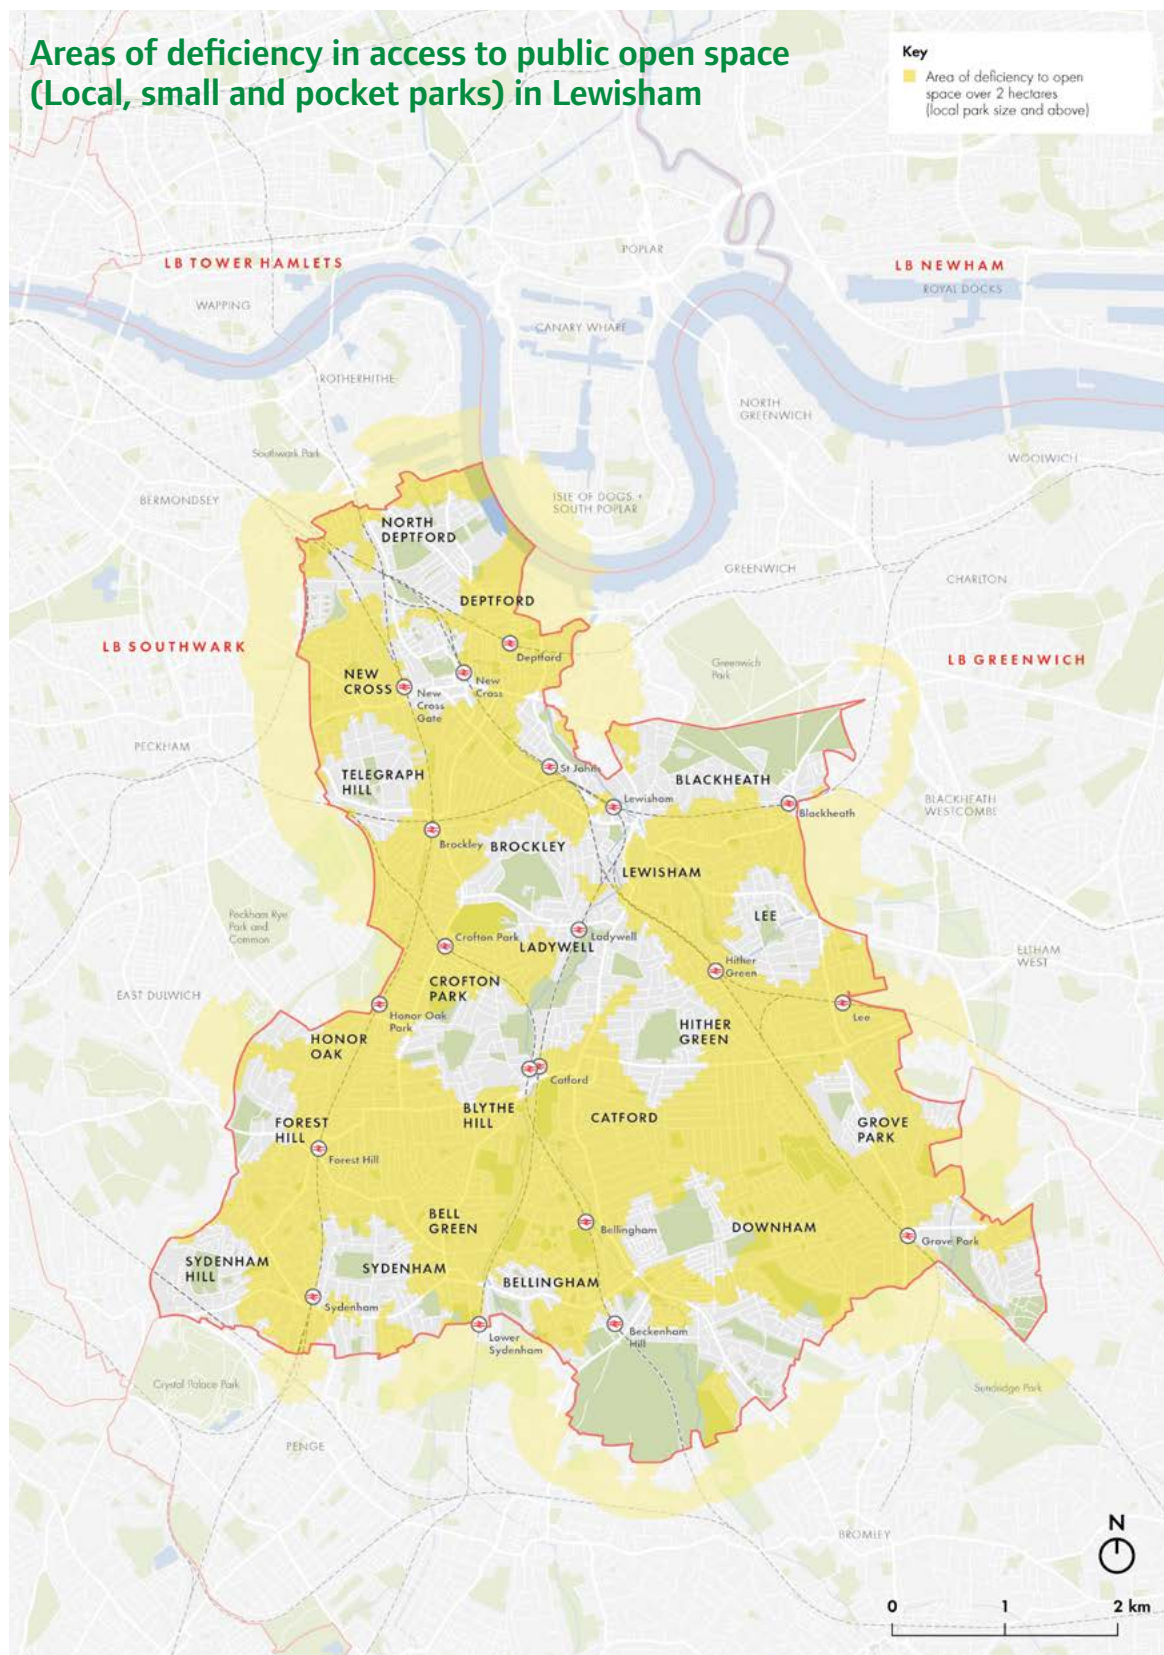 Areas of deficiency in access to public open space
(Local, small and pocket parks) in Lewisham
Key
Area of deficiency to open
space over 2 hectares
(local park size and above)
POPLAR
LB TOWER HAMLETS
LB NEWHAM
ROYAL DOCKS
WAPPING
CANARY WHARF
ROTHERHITHE
NORTH
GREENWICH
Southwark Park
WOOLWICH
BERMONDSEY
ISLE OF DOGS +
SOUTH POPLAR
NORTH
DEPTFORD
GREENWICH
CHARLTON
DEPTFORD
LB SOUTHWARK
Deptford
LB GREENWICH
Greenwich
Park
NEW
CROSS
New
Cross
New
Cross
Gate
PECKHAM
TELEGRAPH
HILL
St Johns
BLACKHEATH
Lewisham
Blackheath
BLACKHEATH
WESTCOMBE
Brockley
BROCKLEY
LEWISHAM
LEE
Peckham Rye
Park and
Common
Crofton Park
LADYWELL
Ladywell
ELTHAM
WEST
Hither
Green
CROFTON
PARK
EAST DULWICH
Honor Oak
Park
Lee
HONOR
OAK
HITHER
GREEN
Catford
BLYTHE
HILL
CATFORD
FOREST
HILL
GROVE
PARK
Forest Hill
BELL
GREEN
Bellingham
DOWNHAM
Grove Park
SYDENHAM
HILL
SYDENHAM
BELLINGHAM
Sydenham
Lower
Sydenham
Beckenham
Hill
Crystal Palace Park
Sundridge Park
PENGE
BROMLEY
N
0 1 2 km